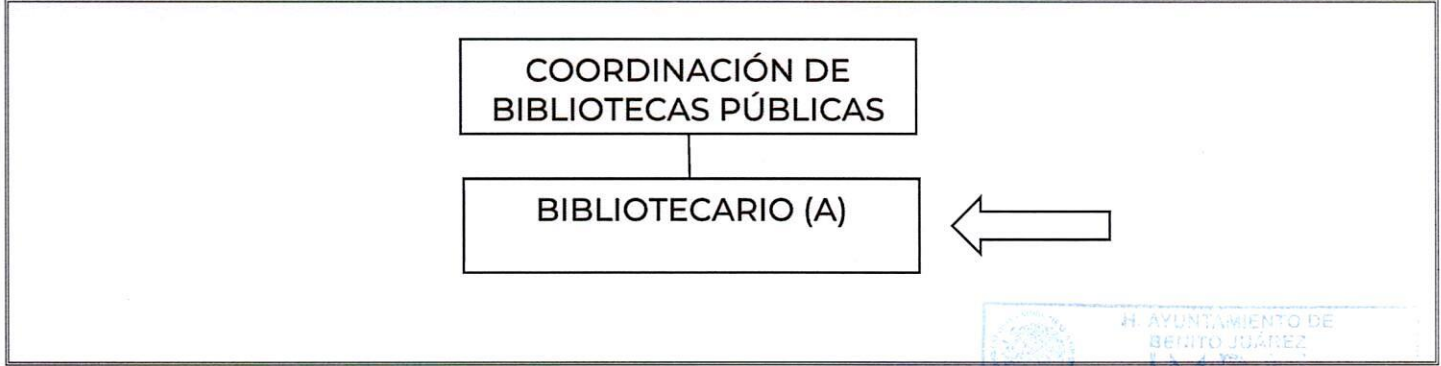 COORDINACIÓN DE
BIBLIOTECAS PÚBLICAS
BIBLIOTECARIO (A)
H. AYUNTAMIENTO DE
BENITO JUÁREZ